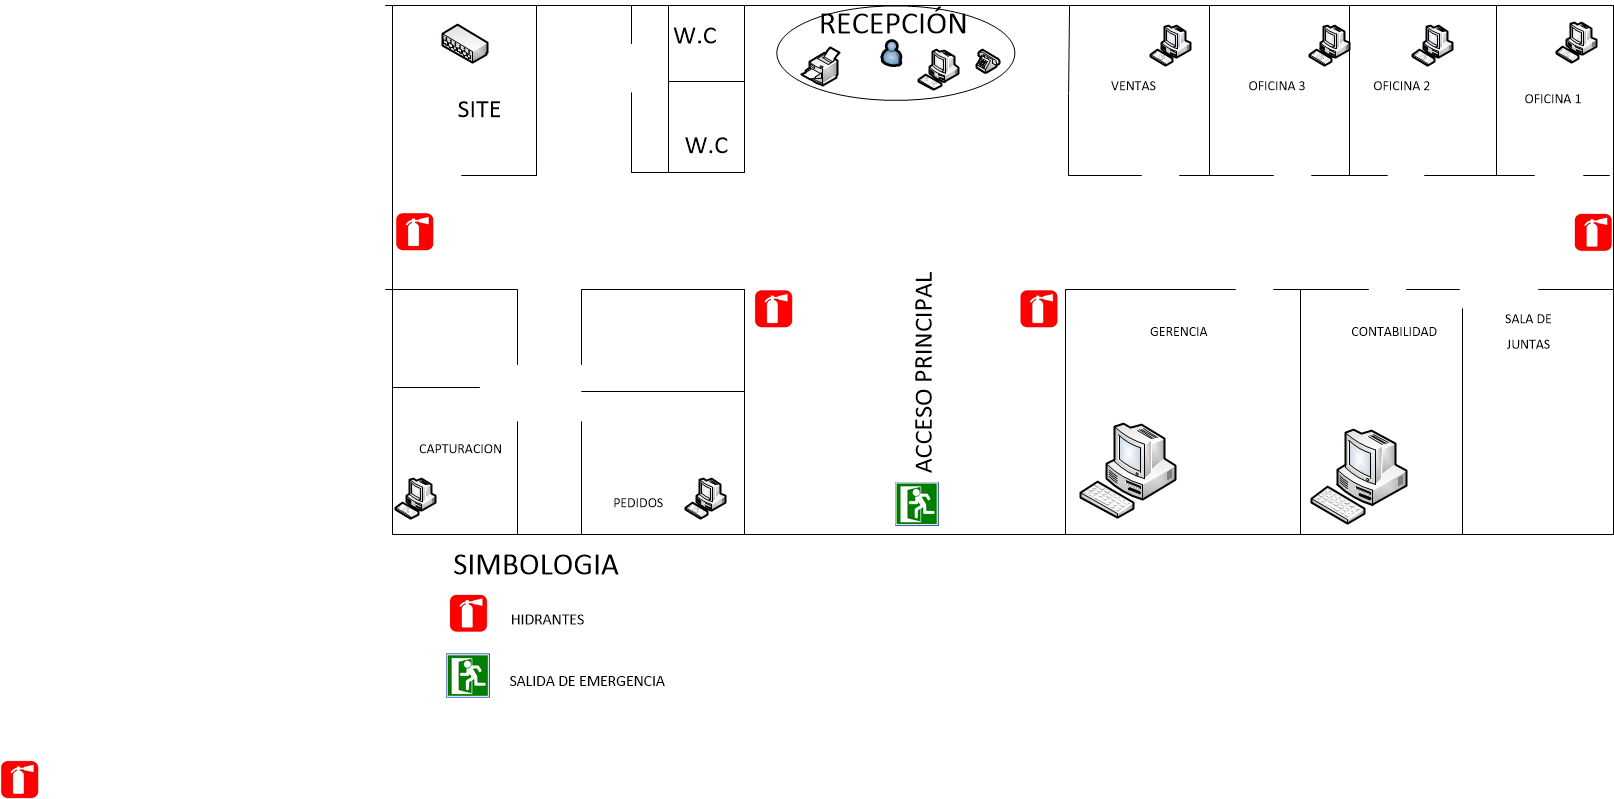 RECEPCIÓN
W.C
SITE
W.C
VENTAS
OFICINA 3
OFICINA 2
OFICINA 1
ACCESO PRINCIPAL
GERENCIA
CONTABILIDAD
SALA DE
JUNTAS
CAPTURACION
PEDIDOS
SIMBOLOGIA
HIDRANTES
SALIDA DE EMERGENCIA